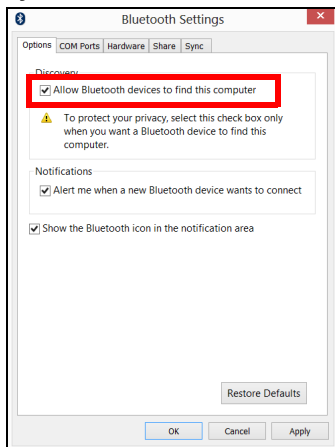 Bluetooth Settings
Options COM Ports Hardware Share Sync
Discovery
Allow Bluetooth devices to find this computer
To protect your privacy, select this check box only
when you want a Bluetooth device to find this
computer.
Notifications
Alert me when a new Bluetooth device wants to connect
Show the Bluetooth icon in the notification area
Restore Defaults
OK Cancel Apply